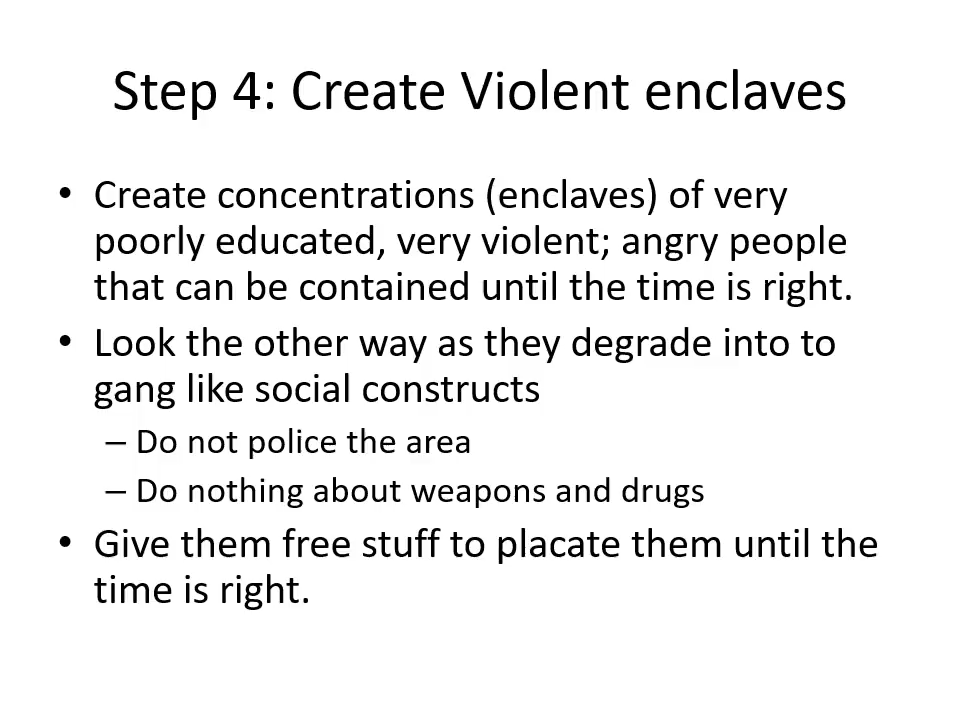 Step 4: Create Violent enclaves
• Create concentrations (enclaves) of very
poorly educated, very violent; angry people
that can be contained until the time is right.
• Look the other way as they degrade into to
gang like social constructs
– Do not police the area
– Do nothing about weapons and drugs
• Give them free stuff to placate them until the
time is right.